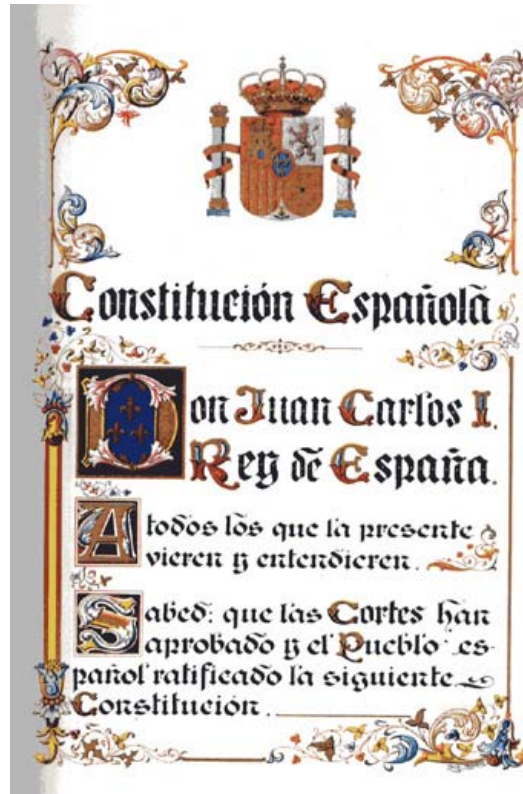 Constitución Española
Don Juan Carlos I.
Rey de España.
A todos los que la presente
vieren y entendieren.
Sabed: que las Cortes han
aprobado y el Pueblo es-
pañol ratificado la siguiente
Constitución.